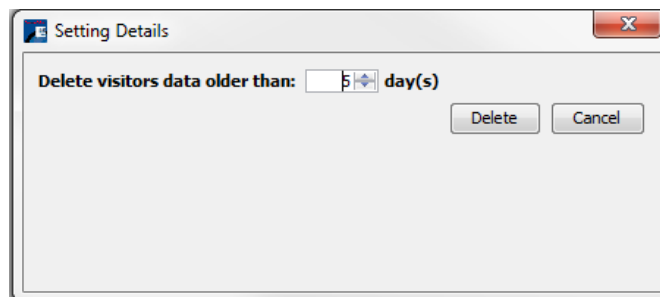 Setting Details
Delete visitors data older than: 5 day(s)
Delete Cancel